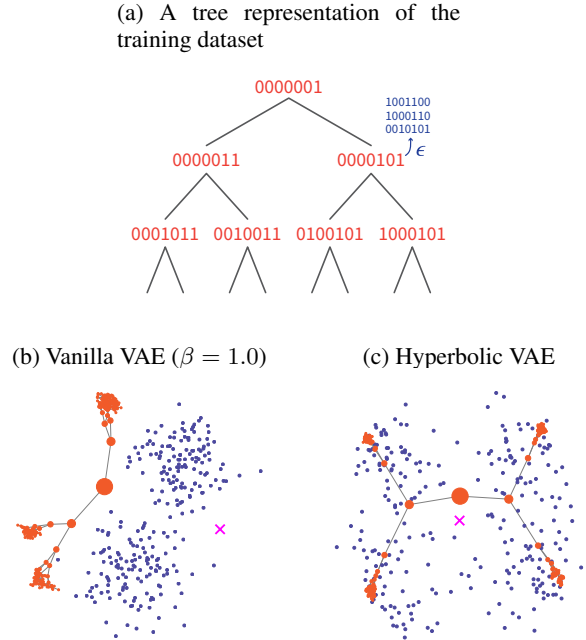 (a) A tree representation of the
training dataset
0000001
1001100
1000110
0010101
0000011 0000101 ϵ
0001011 0010011 0100101 1000101
(b) Vanilla VAE (β = 1.0) (c) Hyperbolic VAE